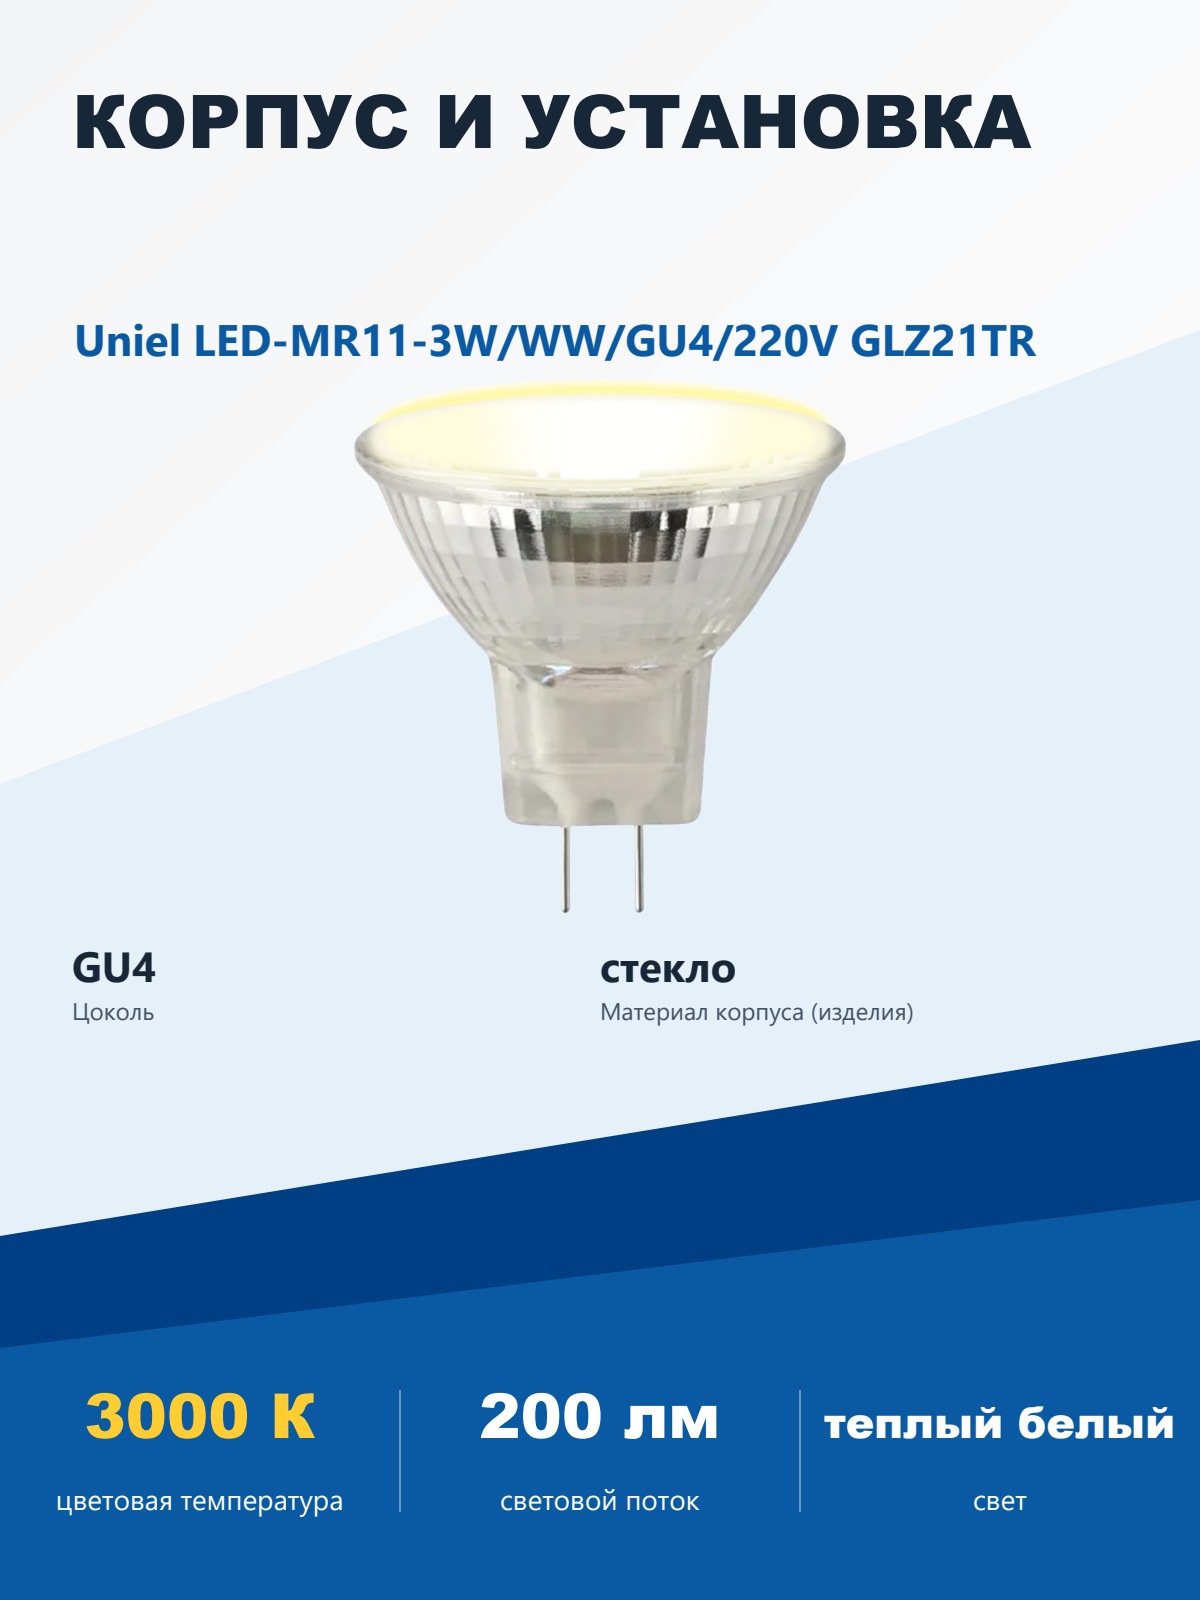 КОРПУС И УСТАНОВКА
Uniel LED-MR11-3W/WW/GU4/220V GLZ21TR
GU4
Цоколь
стекло
Материал корпуса (изделия)
3000 К
цветовая температура
200 лм
световой поток
теплый белый
свет